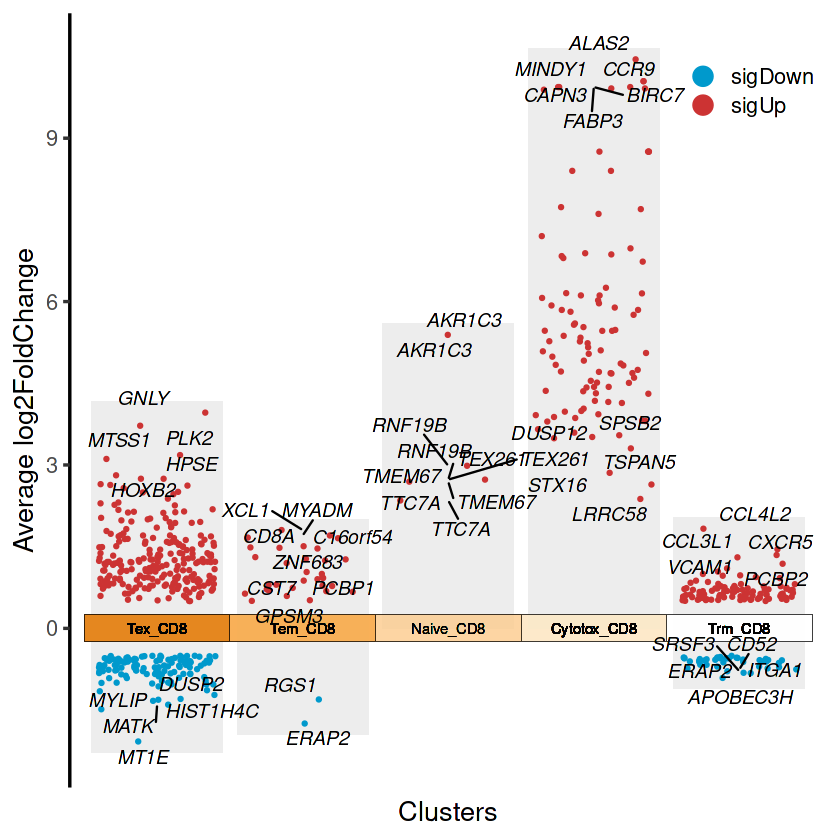 ALAS2
MINDY1 CCR9
CAPN3 BIRC7
FABP3
sigDown
sigUp
9
6
3
0
Average log2FoldChange
AKR1C3
AKR1C3
GNLY
MTSS1 PLK2
HPSE
HOXB2
RNF19B
RNF19B
TEX261
TEX261
TMEM67
TTC7A TMEM67
TTC7A
DUSP12 SPSB2
TSPAN5
STX16
LRRC58
XCL1 MYADM
CD8A C16orf54
ZNF683
CST7 PCBP1
GPSM3
CCL4L2
CCL3L1 CXCR5
VCAM1
PCBP2
Tex_CD8 Tem_CD8 Naive_CD8 Cytotox_CD8 Trm_CD8
SRSF3 CD52
ERAP2 ITGA1
APOBEC3H
DUSP2
MYLIP
HIST1H4C
MATK
MT1E
RGS1
ERAP2
Clusters